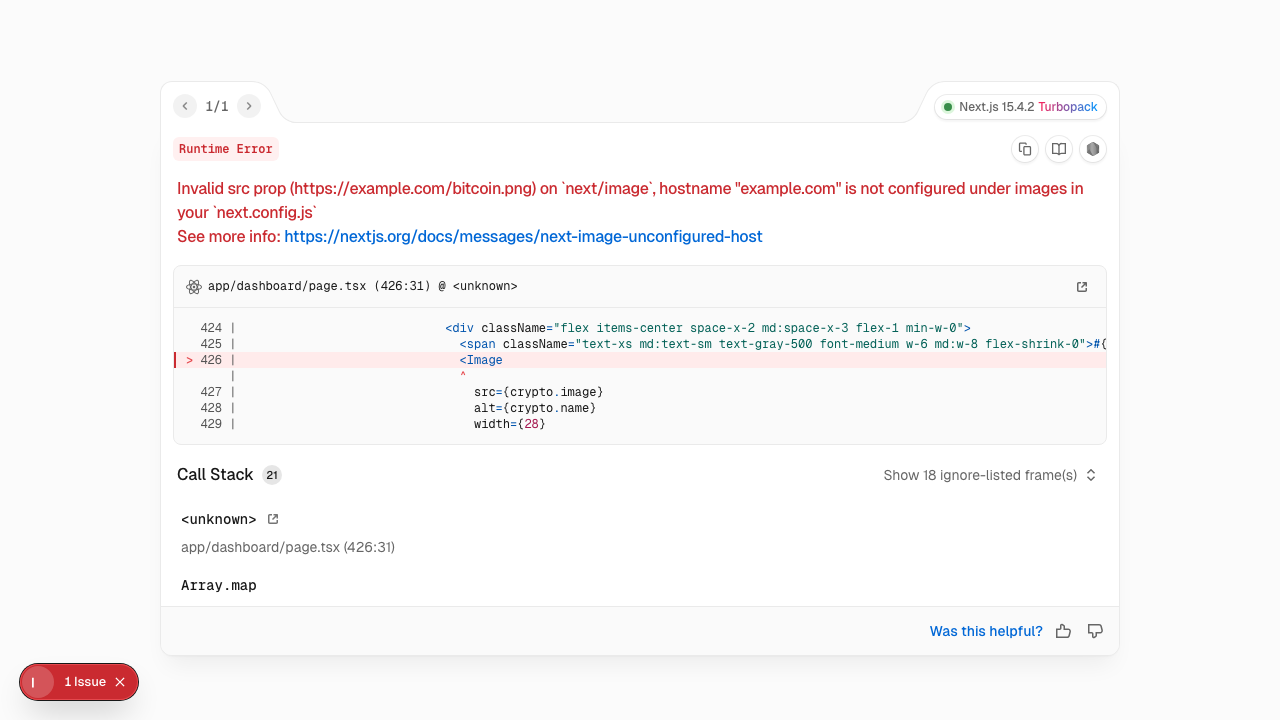 1/1
Next.js 15.4.2 Turbopack
Runtime Error
Invalid src prop (https://example.com/bitcoin.png) on `next/image`, hostname "example.com" is not configured under images in
your `next.config.js`
See more info: https://nextjs.org/docs/messages/next-image-unconfigured-host
app/dashboard/page.tsx (426:31) @ <unknown>
424 | <div className="flex items-center space-x-2 md:space-x-3 flex-1 min-w-0">
425 | <span className="text-xs md:text-sm text-gray-500 font-medium w-6 md:w-8 flex-shrink-0">#{
> 426 | <Image
| ^
427 | src={crypto.image}
428 | alt={crypto.name}
429 | width={28}
Call Stack 21
Show 18 ignore-listed frame(s)
<unknown>
app/dashboard/page.tsx (426:31)
Array.map
Was this helpful?
1 Issue